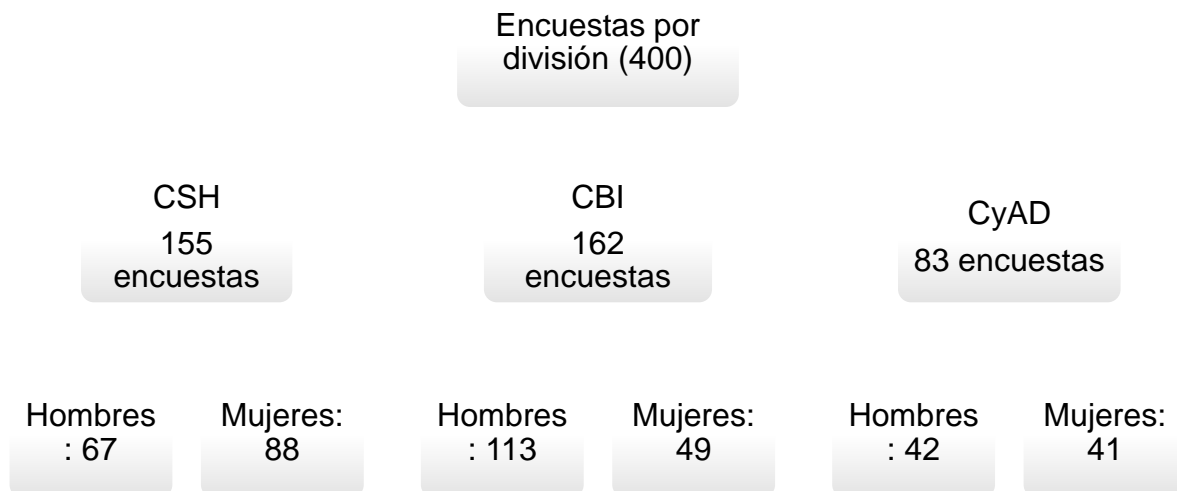 Encuestas por
división (400)
CSH
155
encuestas
CBI
162
encuestas
CyAD
83 encuestas
Hombres
: 67
Mujeres:
88
Hombres
: 113
Mujeres:
49
Hombres
: 42
Mujeres:
41